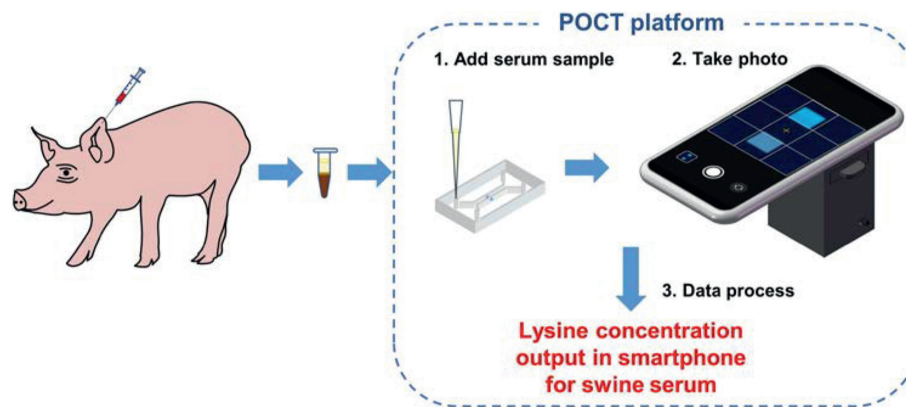 POCT platform
1. Add serum sample
2. Take photo
3. Data process
Lysine concentration
output in smartphone
for swine serum